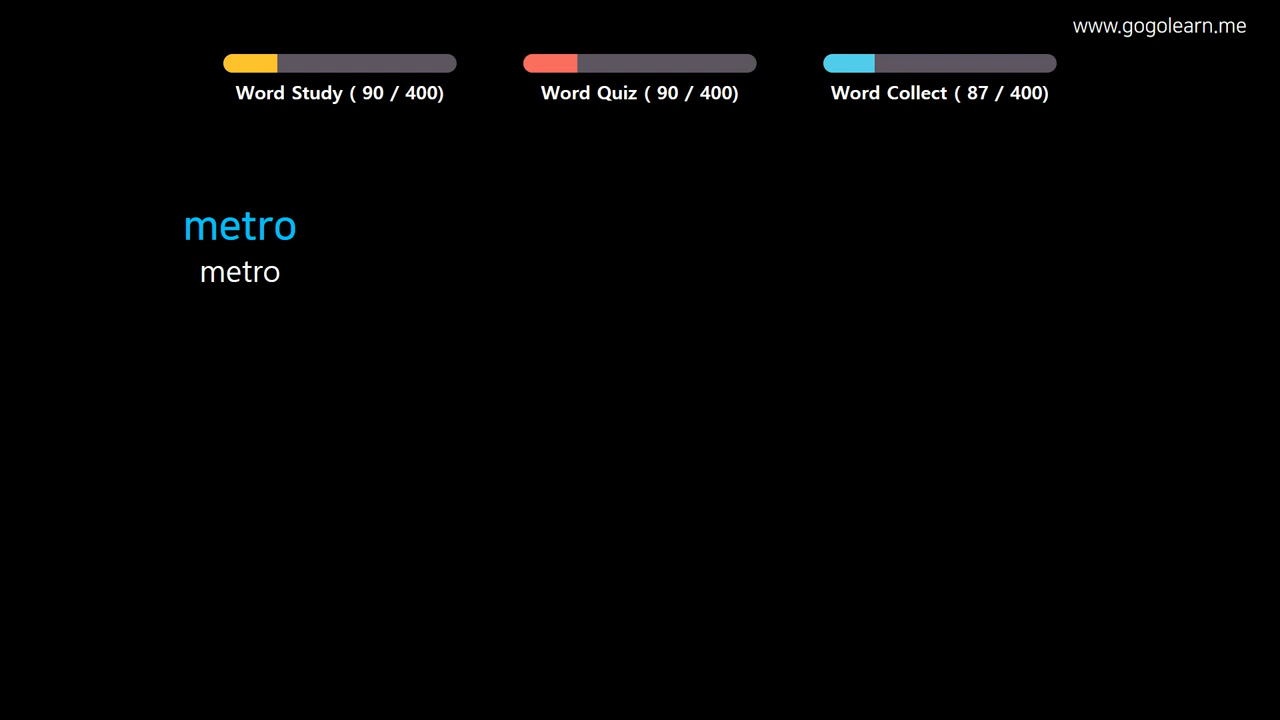 www.gogolearn.me
Word Study ( 90 / 400)
Word Quiz ( 90 / 400)
Word Collect ( 87 / 400)
metro
metro